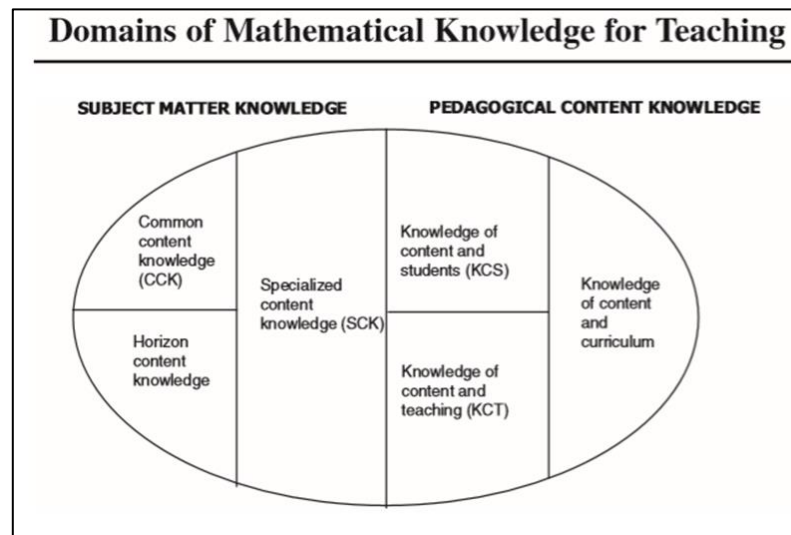 Domains of Mathematical Knowledge for Teaching
SUBJECT MATTER KNOWLEDGE
PEDAGOGICAL CONTENT KNOWLEDGE
Common
content
knowledge
(CCK)
Horizon
content
knowledge
Specialized
content
knowledge (SCK)
Knowledge of
content and
students (KCS)
Knowledge of
content and
teaching (KCT)
Knowledge
of content
and
curriculum